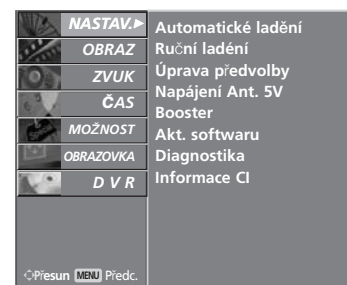 NASTAV.
OBRAZ
ZVUK
ČAS
MOŽNOST
OBRAZOVKA
D V R
Automatické ladění
Ruční ladéní
Úprava předvolby
Napájení Ant. 5V
Booster
Akt. softwaru
Diagnostika
Informace CI
Přesun MENU Předc.